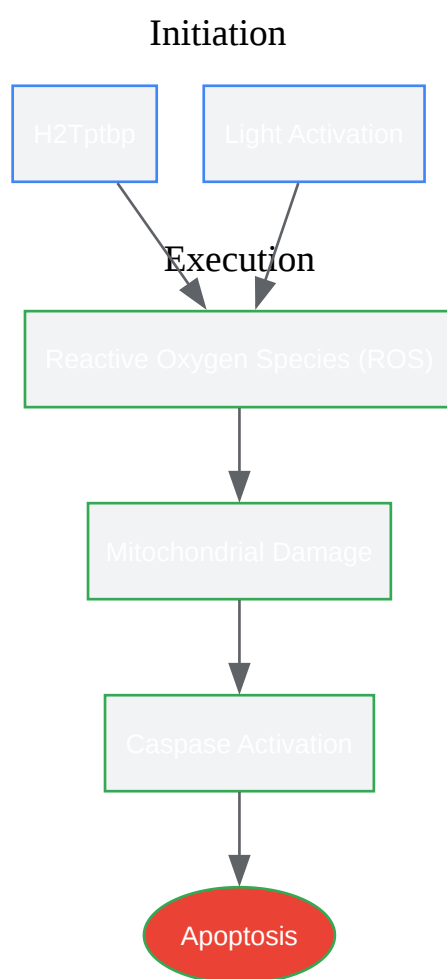 Initiation
H2Tptbp
Light Activation
Execution
Reactive Oxygen Species (ROS)
Mitochondrial Damage
Caspase Activation
Apoptosis